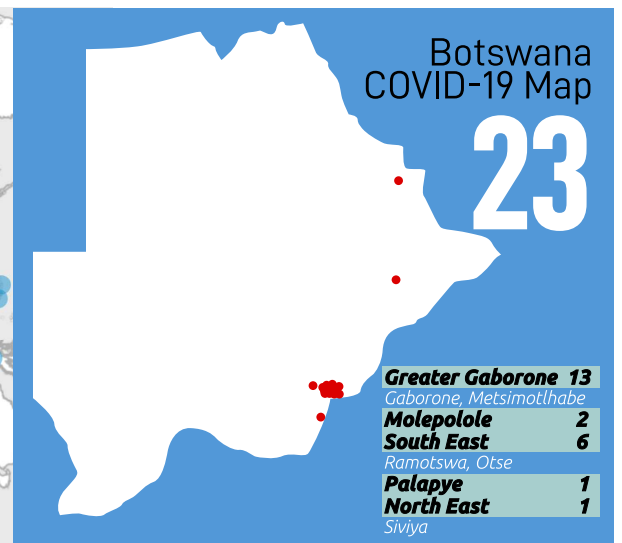 Botswana
COVID-19 Map
23
Greater Gaborone 13
Gaborone, Metsimotlhabe
Molepolole 2
South East 6
Ramotswa, Otse
Palapye 1
North East 1
Siviya